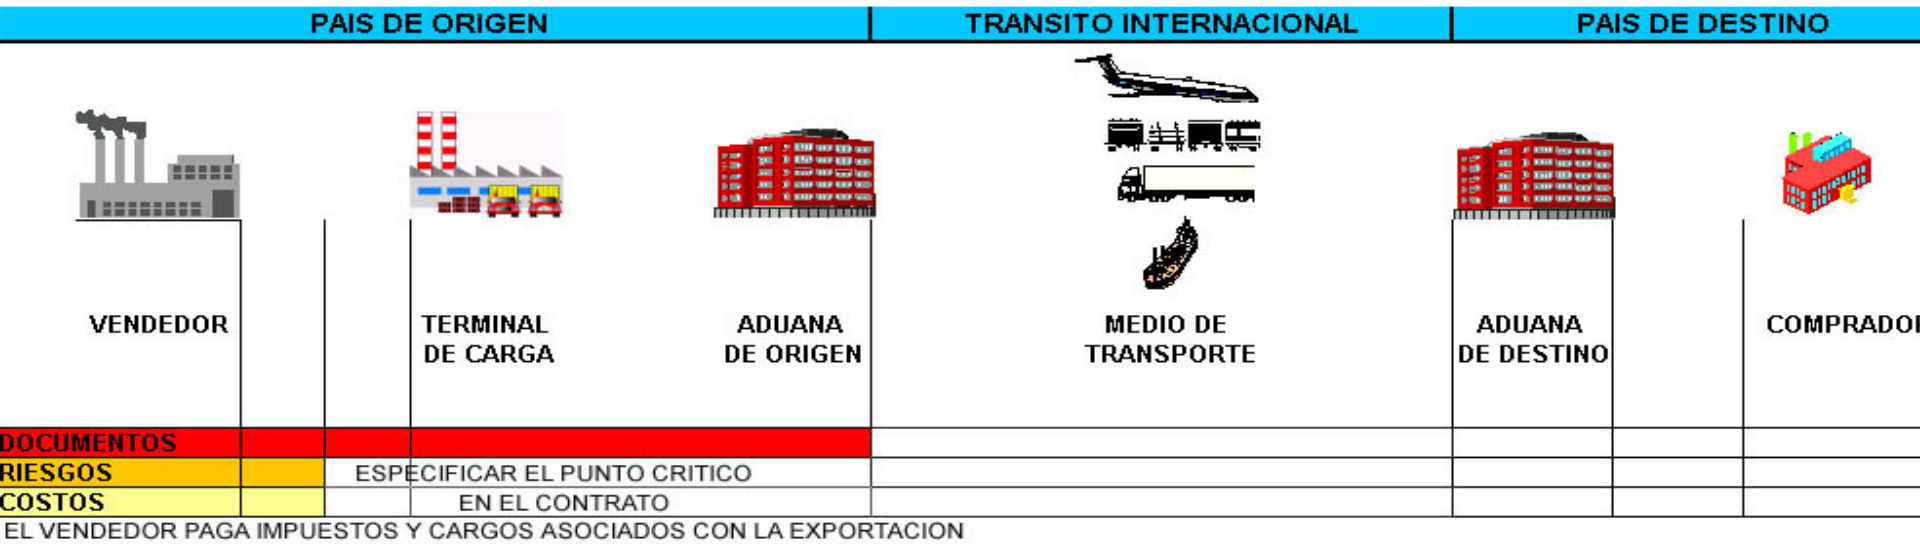 PAIS DE ORIGEN TRANSITO INTERNACIONAL PAIS DE DESTINO
VENDEDOR TERMINAL DE CARGA ADUANA DE ORIGEN MEDIO DE TRANSPORTE ADUANA DE DESTINO COMPRADOR
DOCUMENTOS
RIESGOS ESPECIFICAR EL PUNTO CRITICO
COSTOS EN EL CONTRATO
EL VENDEDOR PAGA IMPUESTOS Y CARGOS ASOCIADOS CON LA EXPORTACION